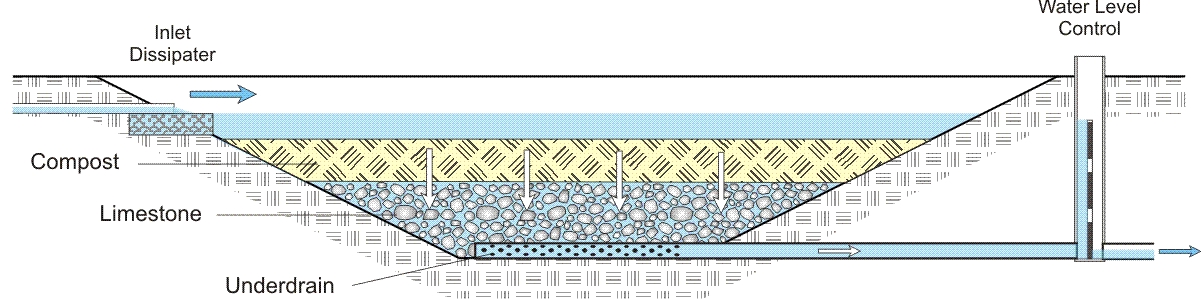 Water Level
Control
Inlet
Dissipater
Compost
Limestone
Underdrain